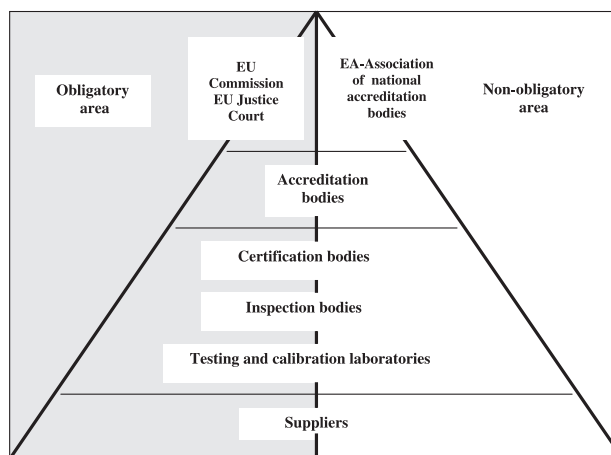 Obligatory
area
EU
Commission
EU Justice
Court
EA-Association
of national
accreditation
bodies
Non-obligatory
area
Accreditation
bodies
Certification bodies
Inspection bodies
Testing and calibration laboratories
Suppliers